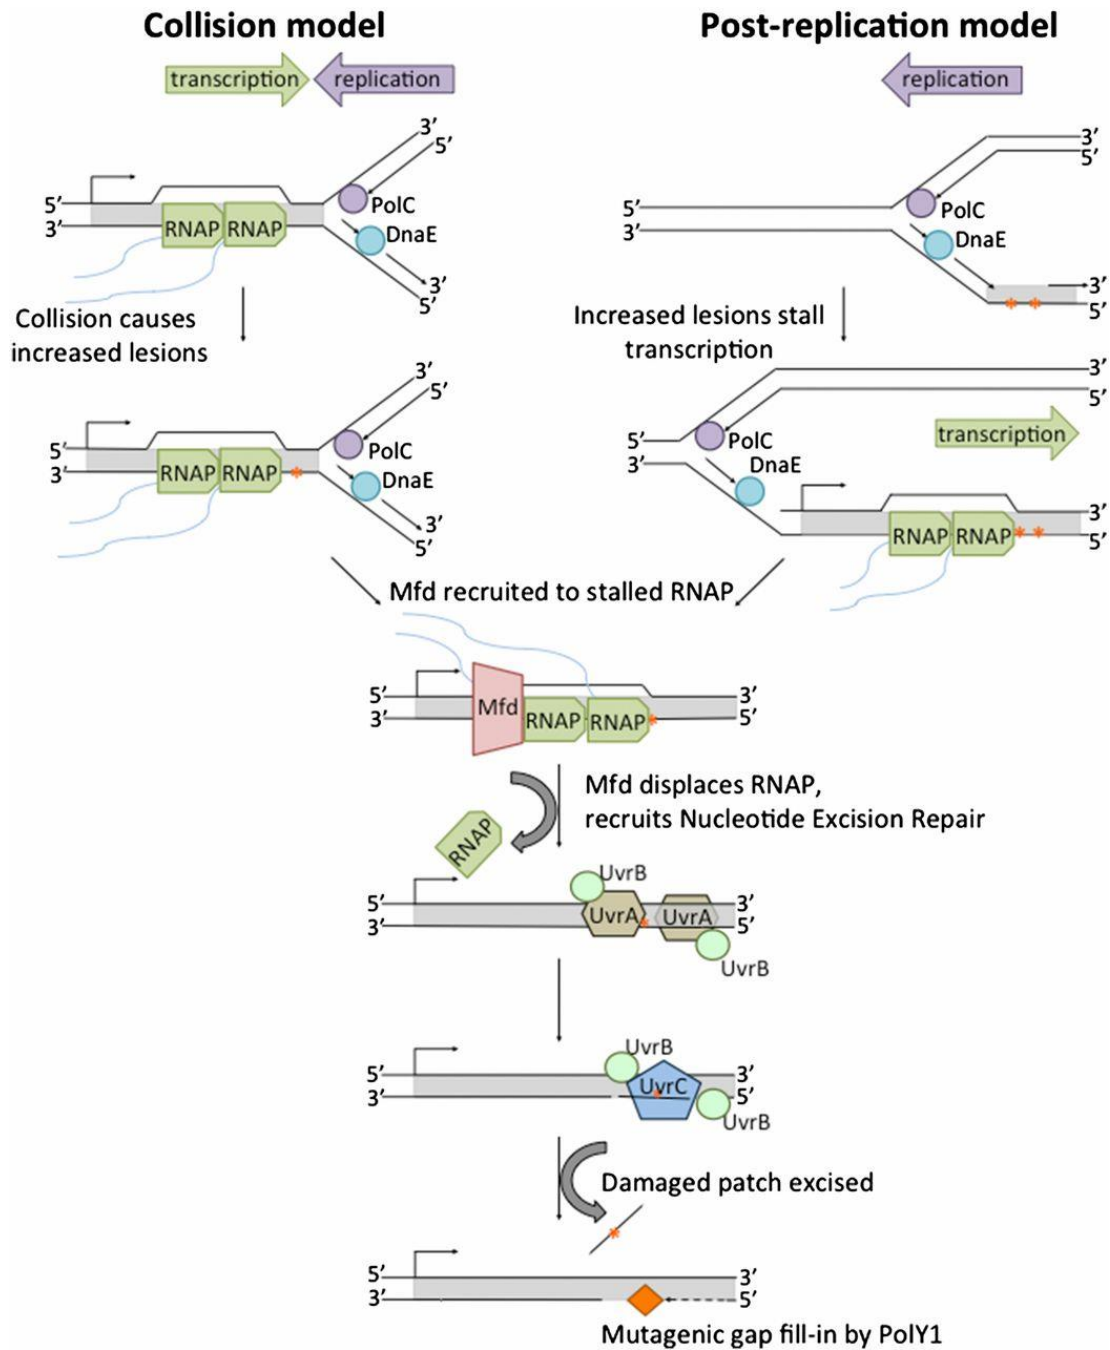 Collision model
Post-replication model
transcription
replication
replication
3'
5'
PolC
DnaE
5'
3'
RNAP
RNAP
3'
5'
3'
5'
PolC
DnaE
5'
3'
3'
5'
Collision causes
increased lesions
Increased lesions stall
transcription
3'
5'
PolC
DnaE
5'
3'
RNAP
RNAP
3'
5'
3'
5'
transcription
PolC
DnaE
5'
3'
RNAP
RNAP
3'
5'
Mfd recruited to stalled RNAP
5'
3'
Mfd
RNAP
RNAP
3'
5'
Mfd displaces RNAP,
recruits Nucleotide Excision Repair
RNAP
UvrB
5'
3'
UvrA
UvrA
3'
5'
UvrB
UvrB
5'
3'
UvrC
3'
5'
UvrB
Damaged patch excised
5'
3'
3'
5'
Mutagenic gap fill-in by PolY1